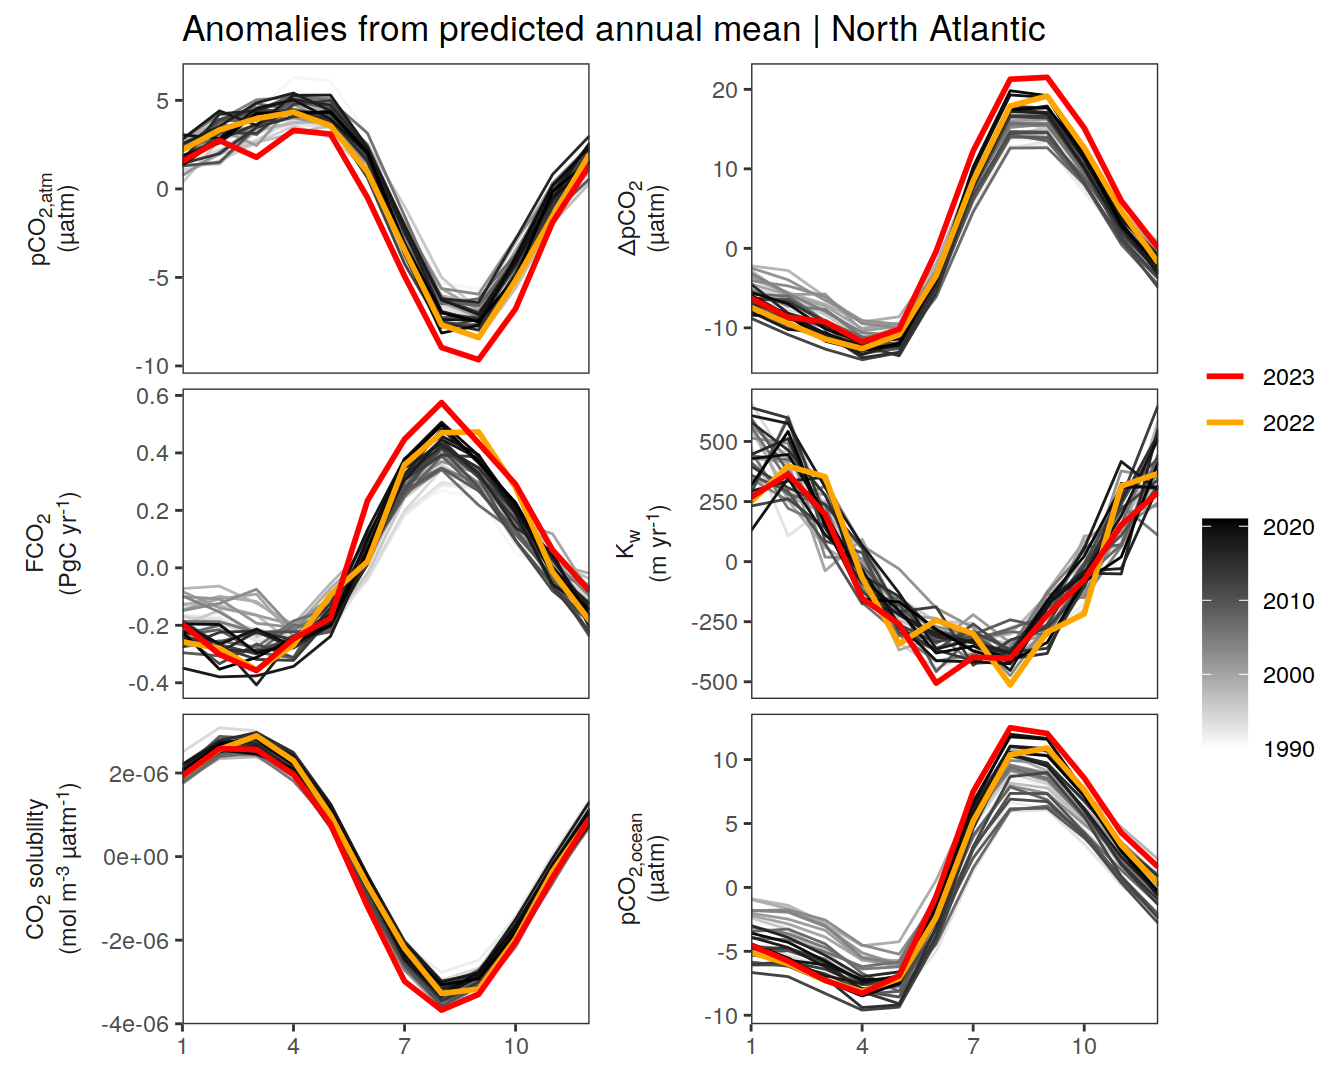 Anomalies from predicted annual mean | North Atlantic
pCO2,atm
(µatm)
5
0
-5
-10
ΔpCO2
(µatm)
20
10
0
-10
FCO2
(PgC yr-1)
0.6
0.4
0.2
0.0
-0.2
-0.4
Kw
(m yr-1)
500
250
0
-250
-500
CO2 solubility
(mol m-3 µatm-1)
2e-06
0e+00
-2e-06
-4e-06
1 4 7 10
pCO2,ocean
(µatm)
10
5
0
-5
-10
1 4 7 10
2023
2022
2020
2010
2000
1990